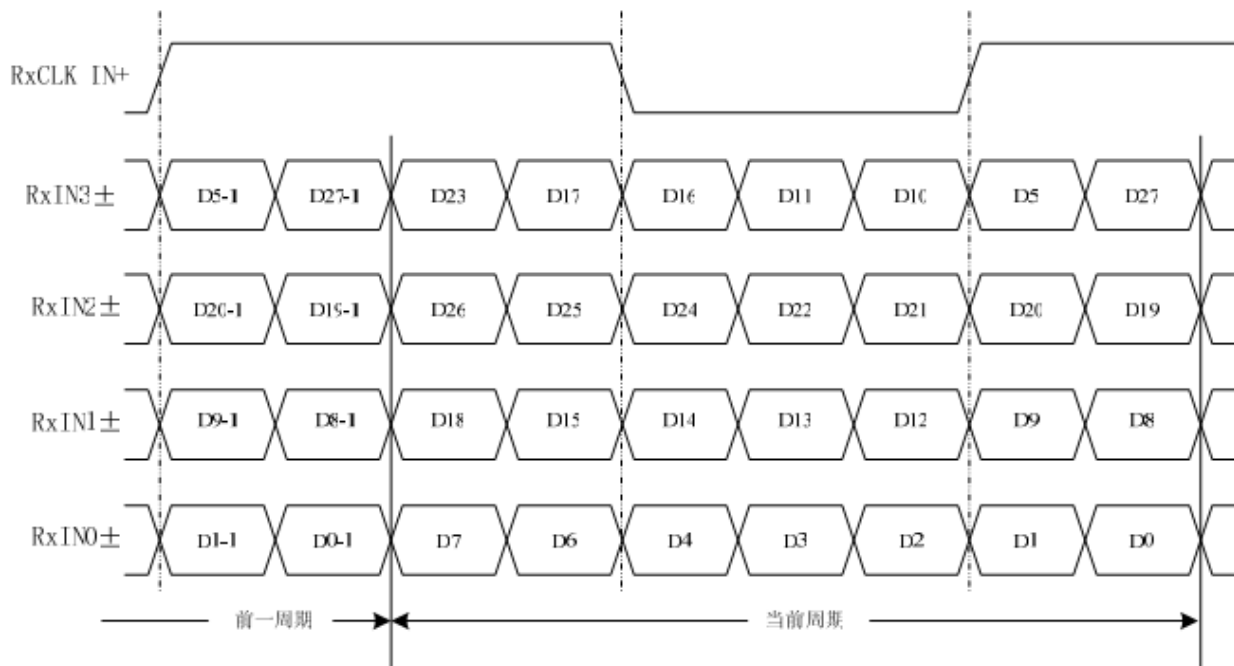 RxCLK IN+
RxIN3± D5-1 D27-1 D23 D17 D16 D11 D10 D5 D27
RxIN2± D20-1 D19-1 D26 D25 D24 D22 D21 D20 D19
RxIN1± D9-1 D8-1 D18 D15 D14 D13 D12 D9 D8
RxIN0± D1-1 D0-1 D7 D6 D4 D3 D2 D1 D0
前一周期 当前周期